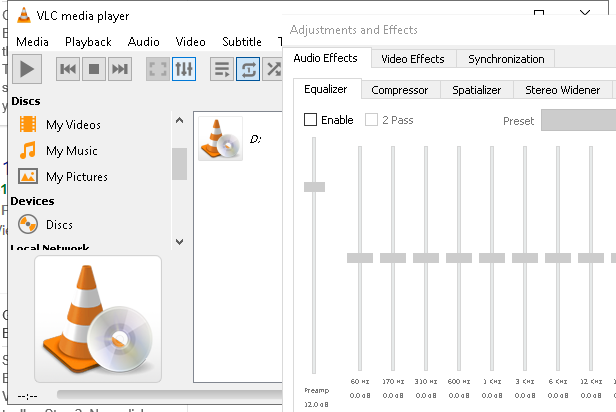 VLC media player
Adjustments and Effects
Media Playback Audio Video Subtitle T
Audio Effects Video Effects Synchronization
Equalizer Compressor Spatializer Stereo Widener
Enable 2 Pass Preset
Discs
My Videos
My Music
My Pictures
Devices
Discs
Local Network
D:
--:--
Preamp
12.0 dB
60 Hz 170 Hz 310 Hz 600 Hz 1 KHz 3 KHz 6 KHz 12 KHz
0.0 dB 0.0 dB 0.0 dB 0.0 dB 0.0 dB 0.0 dB 0.0 dB 0.0 dB